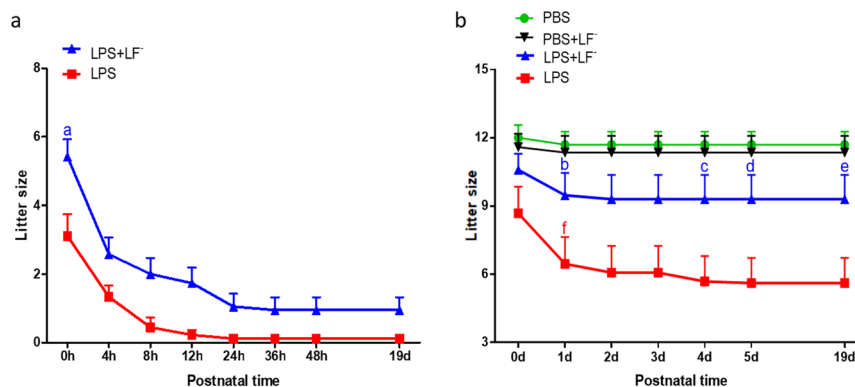 a
LPS+LF⁻
LPS
8
6
4
2
0
Litter size
a
0h 4h 8h 12h 24h 36h 48h 19d
Postnatal time
b
PBS
PBS+LF⁻
LPS+LF⁻
LPS
15
12
9
6
3
Litter size
b c d e
f
0d 1d 2d 3d 4d 5d 19d
Postnatal time